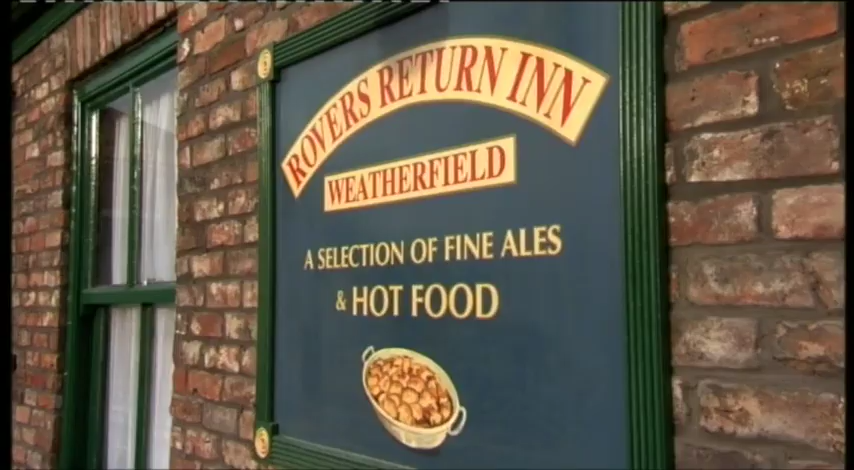 ROVERS RETURN INN
WEATHERFIELD
A SELECTION OF FINE ALES
& HOT FOOD